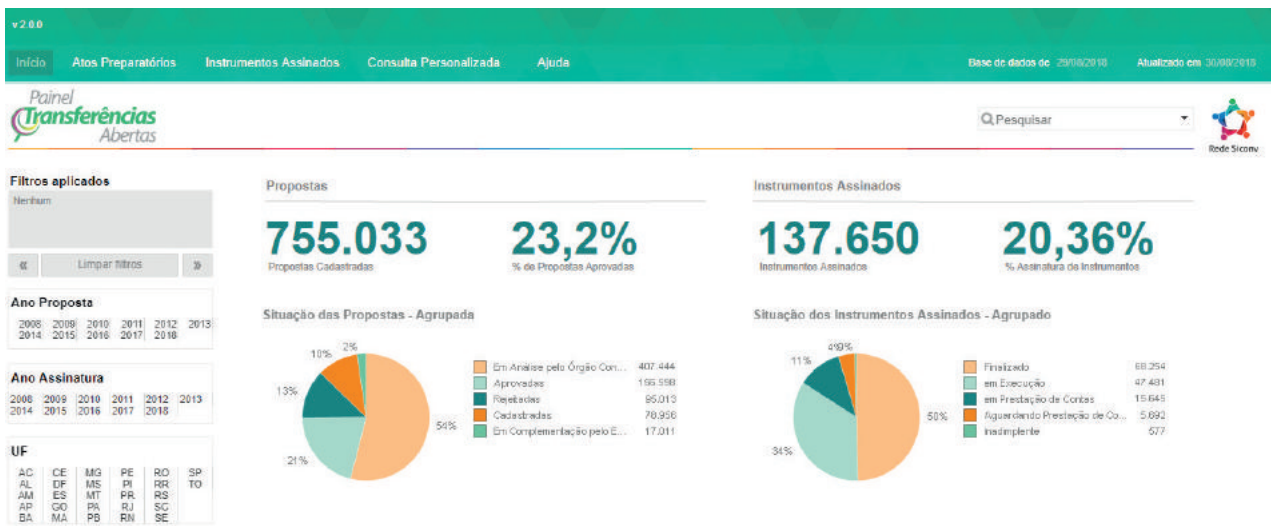 v 2.0.0
Início Atos Preparatórios Instrumentos Assinados Consulta Personalizada Ajuda Base de dados de 29/08/2018 Atualizado em 30/08/2018
Painel
Transferências
Abertas
Pesquisar
Rede Siconv
Filtros aplicados
Nenhum
Limpar filtros
Ano Proposta
2008 2009 2010 2011 2012 2013
2014 2015 2016 2017 2018
Ano Assinatura
2008 2009 2010 2011 2012 2013
2014 2015 2016 2017 2018
UF
AC CE MG PE RO SP
AL DF MS PI RR TO
AM ES MT PR RS
AP GO PA RJ SC
BA MA PB RN SE
Propostas
755.033 23,2%
Propostas Cadastradas % de Propostas Aprovadas
Situação das Propostas - Agrupada
2%
10%
13%
54%
21%
Em Análise pelo Órgão Con... 407.444
Aprovadas
Rejeitadas 95.013
Cadastradas 78.956
Em Complementação pelo E... 17.011
Instrumentos Assinados
137.650 20,36%
Instrumentos Assinados % Assinatura de Instrumentos
Situação dos Instrumentos Assinados - Agrupado
11%
50%
34%
Finalizado 68.254
em Execução 47.481
em Prestação de Contas 15.645
Aguardando Prestação de Co... 5.692
Inadimplente 577